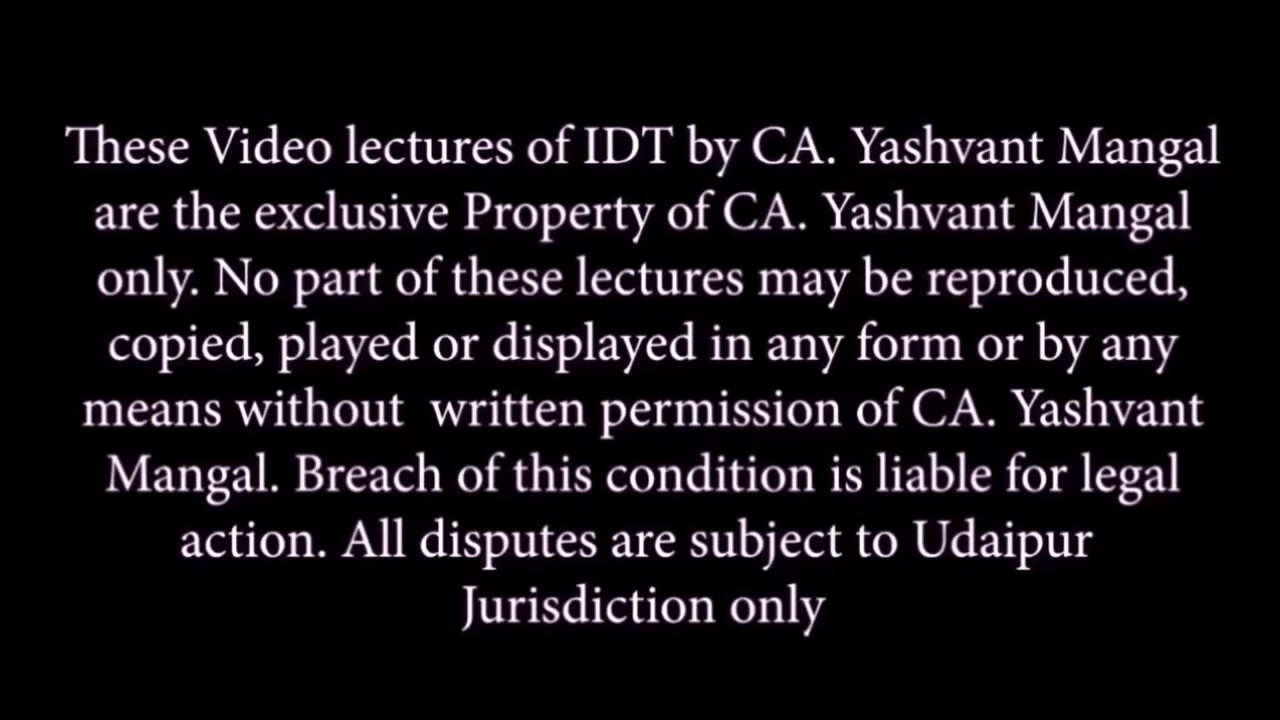 These Video lectures of IDT by CA. Yashvant Mangal
are the exclusive Property of CA. Yashvant Mangal
only. No part of these lectures may be reproduced,
copied, played or displayed in any form or by any
means without  written permission of CA. Yashvant
Mangal. Breach of this condition is liable for legal
action. All disputes are subject to Udaipur
Jurisdiction only